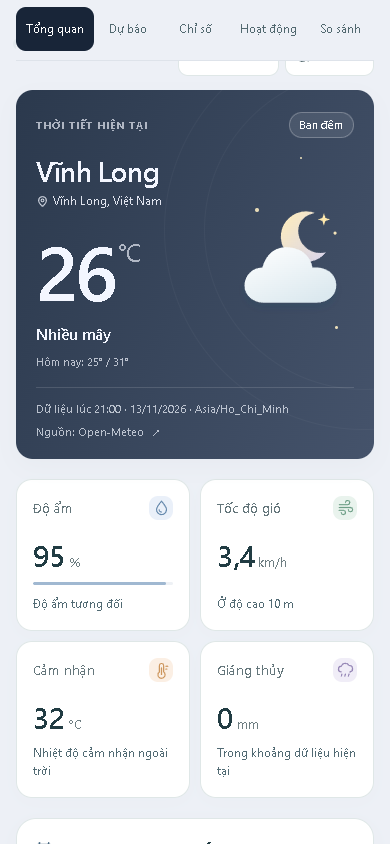 Tổng quan
Dự báo
Chỉ số
Hoạt động
So sánh
THỜI TIẾT HIỆN TẠI
Ban đêm
Vĩnh Long
Vĩnh Long, Việt Nam
26°C
Nhiều mây
Hôm nay: 25° / 31°
Dữ liệu lúc 21:00 · 13/11/2026 · Asia/Ho_Chi_Minh
Nguồn: Open-Meteo ↗
Độ ẩm
95 %
Độ ẩm tương đối
Tốc độ gió
3,4 km/h
Ở độ cao 10 m
Cảm nhận
32 °C
Nhiệt độ cảm nhận ngoài
trời
Giáng thủy
0 mm
Trong khoảng dữ liệu hiện
tại